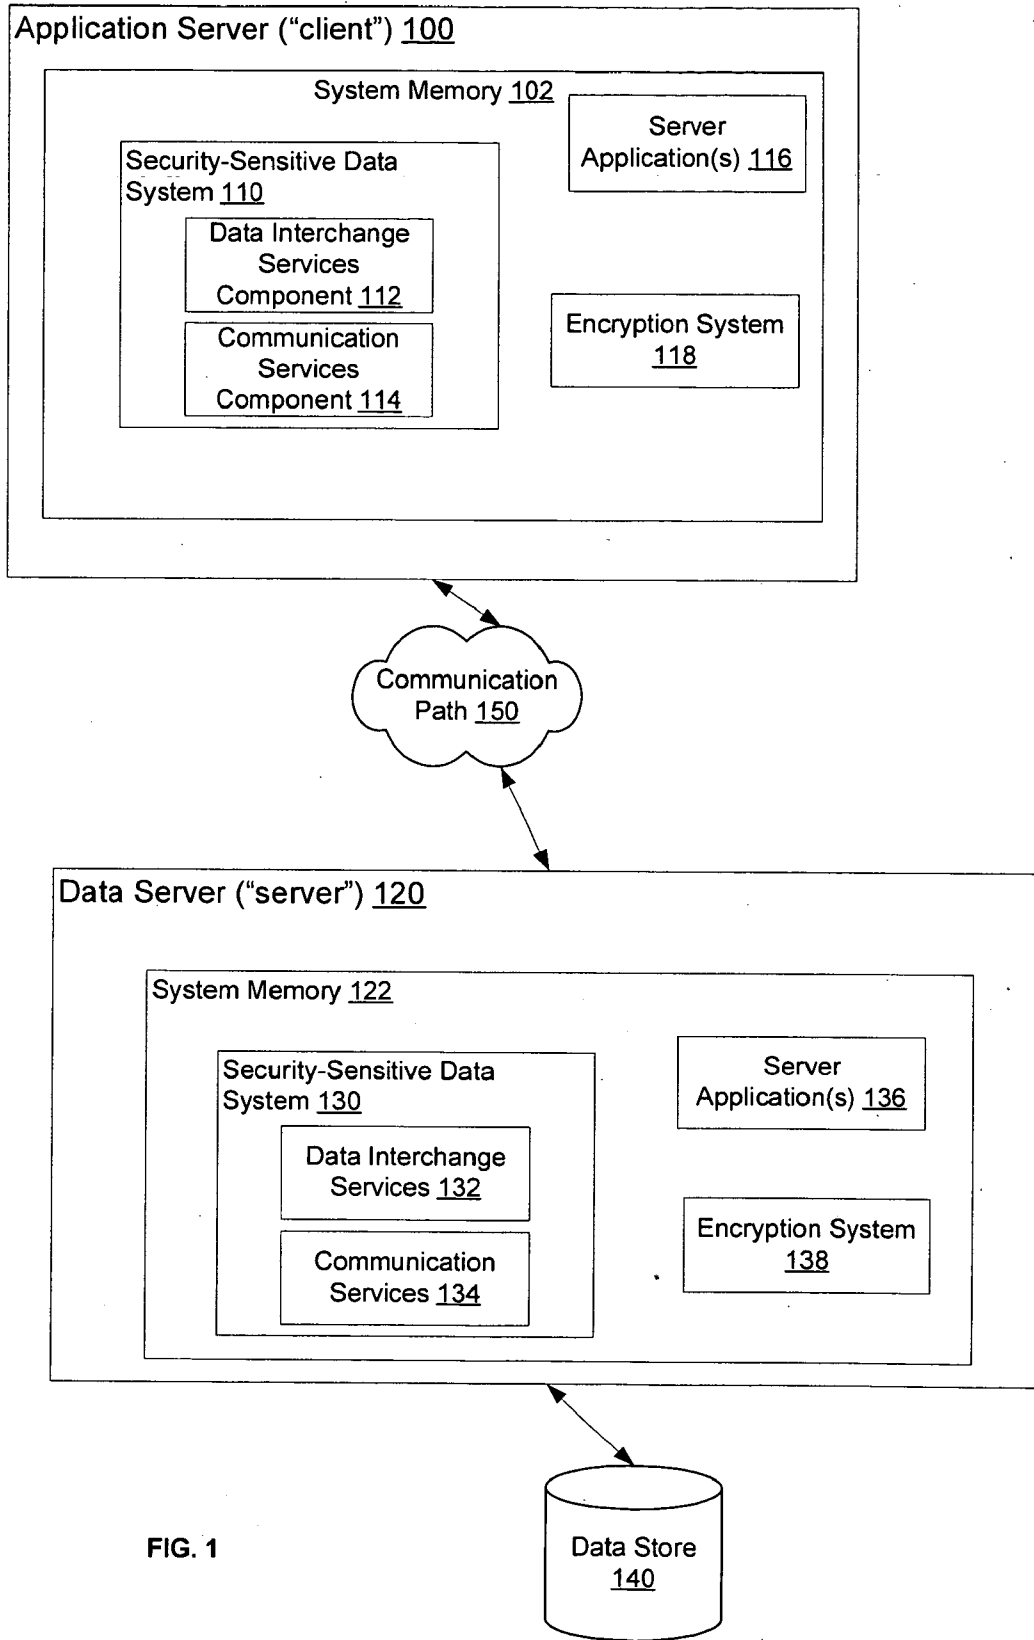 Application Server (“client”) 100
System Memory 102
Server
Application(s) 116
Security-Sensitive Data
System 110
Data Interchange
Services
Component 112
Communication
Services
Component 114
Encryption System
118
Communication
Path 150
Data Server (“server”) 120
System Memory 122
Security-Sensitive Data
System 130
Data Interchange
Services 132
Communication
Services 134
Server
Application(s) 136
Encryption System
138
Data Store
140
FIG. 1